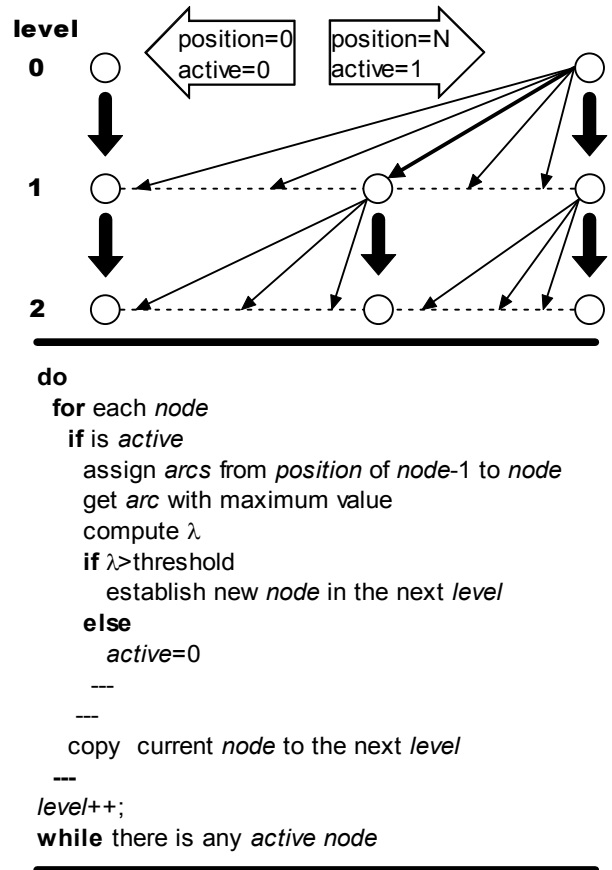 level
position=0
active=0
position=N
active=1
0
1
2
do
for each node
if is active
assign arcs from position of node-1 to node
get arc with maximum value
compute λ
if λ>threshold
establish new node in the next level
else
active=0
---
---
copy current node to the next level
---
level++;
while there is any active node